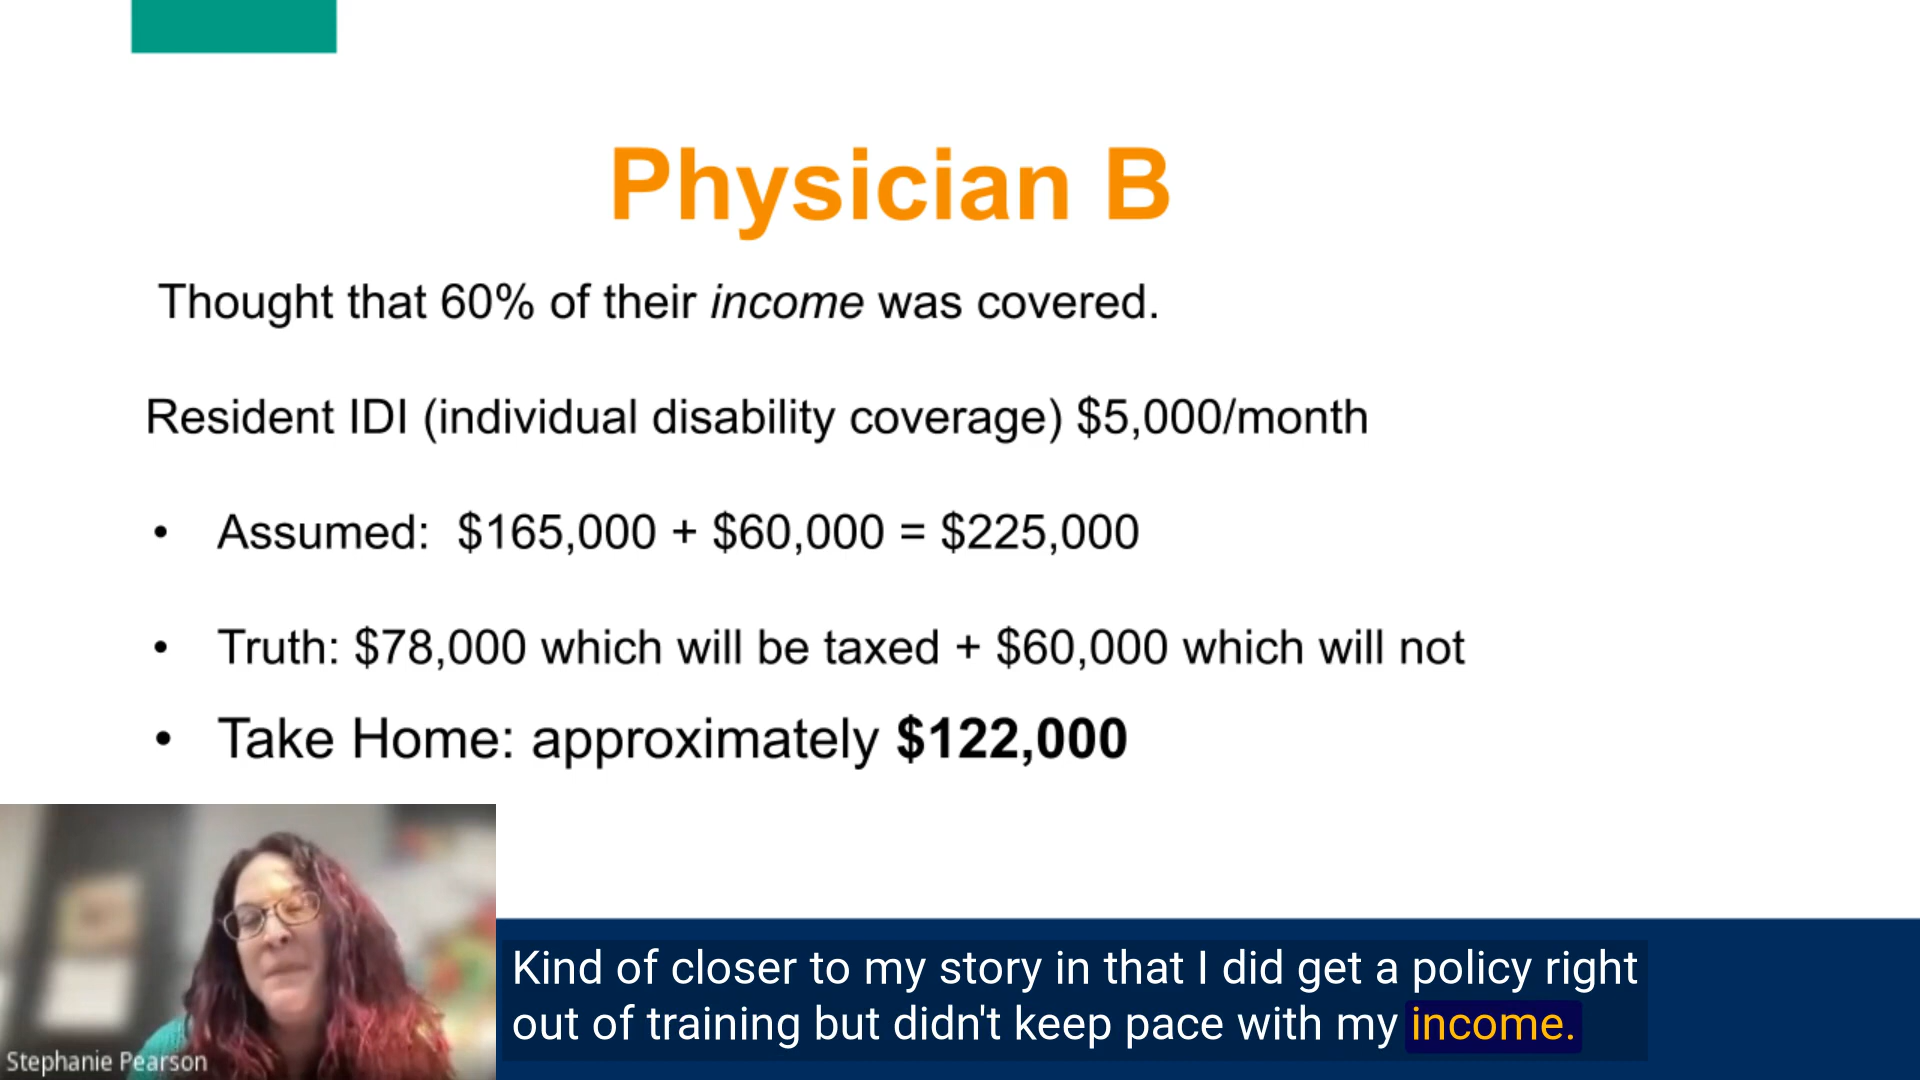 Physician B
Thought that 60% of their income was covered.
Resident IDI (individual disability coverage) $5,000/month
• Assumed: $165,000 + $60,000 = $225,000
• Truth: $78,000 which will be taxed + $60,000 which will not
• Take Home: approximately $122,000
Stephanie Pearson
Kind of closer to my story in that I did get a policy right
out of training but didn't keep pace with my income.